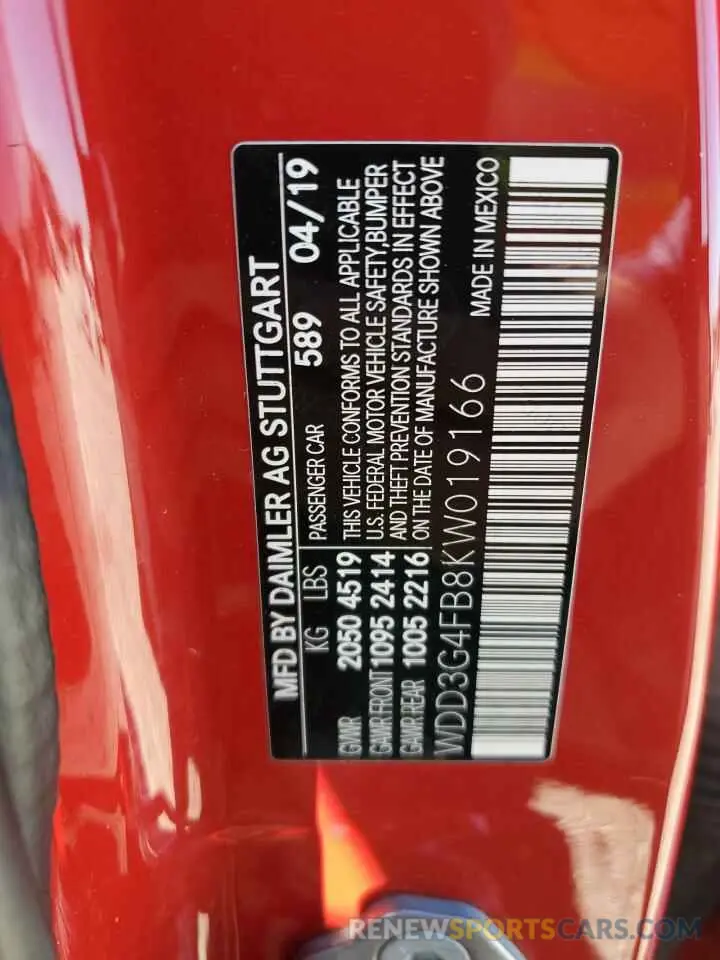 MFD BY DAIMLER AG STUTTGART
KG LBS
GVWR 2050 4519
GAWR FRONT 1095 2414
GAWR REAR 1005 2216
PASSENGER CAR 589 04/19
THIS VEHICLE CONFORMS TO ALL APPLICABLE
U.S. FEDERAL MOTOR VEHICLE SAFETY, BUMPER
AND THEFT PREVENTION STANDARDS IN EFFECT
ON THE DATE OF MANUFACTURE SHOWN ABOVE
WDD3G4FB8KW019166
MADE IN MEXICO
RENEWSPORTSCARS.COM